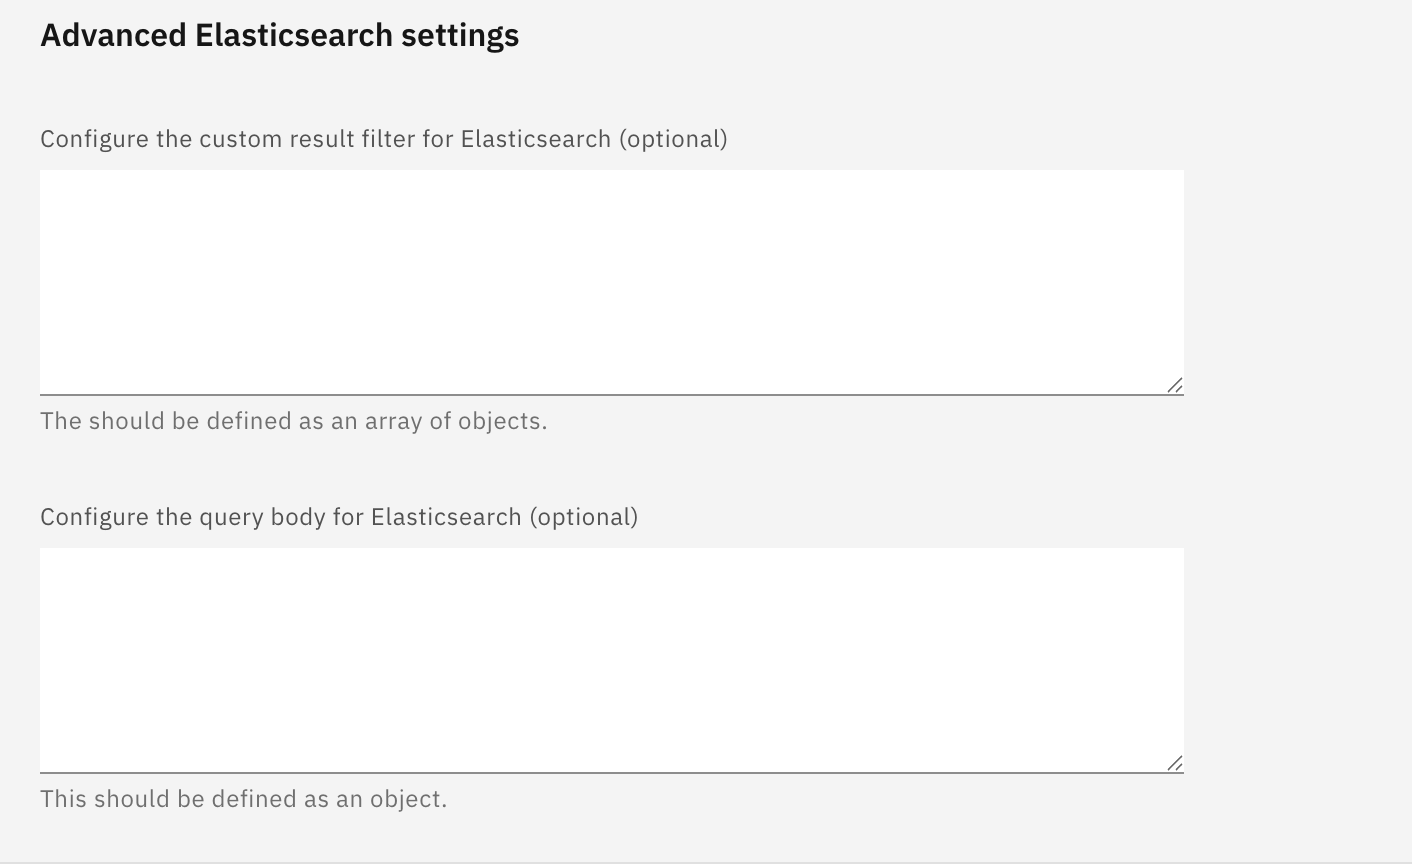 Advanced Elasticsearch settings
Configure the custom result filter for Elasticsearch (optional)
The should be defined as an array of objects.
Configure the query body for Elasticsearch (optional)
This should be defined as an object.